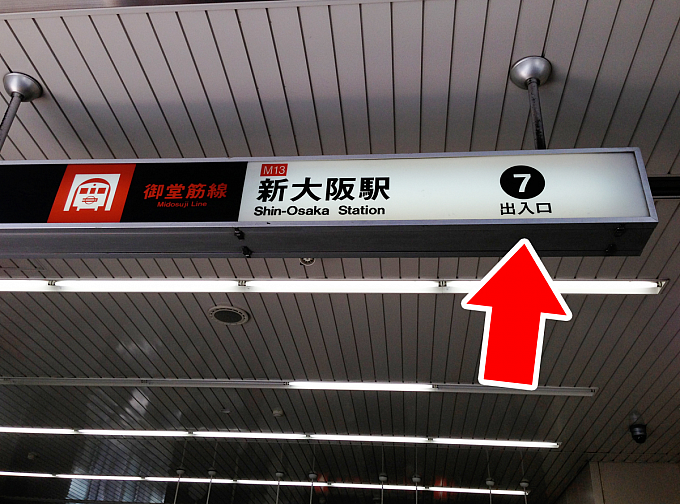 御堂筋線
Midosuji Line
M13
新大阪駅
Shin-Osaka Station
7
出入口